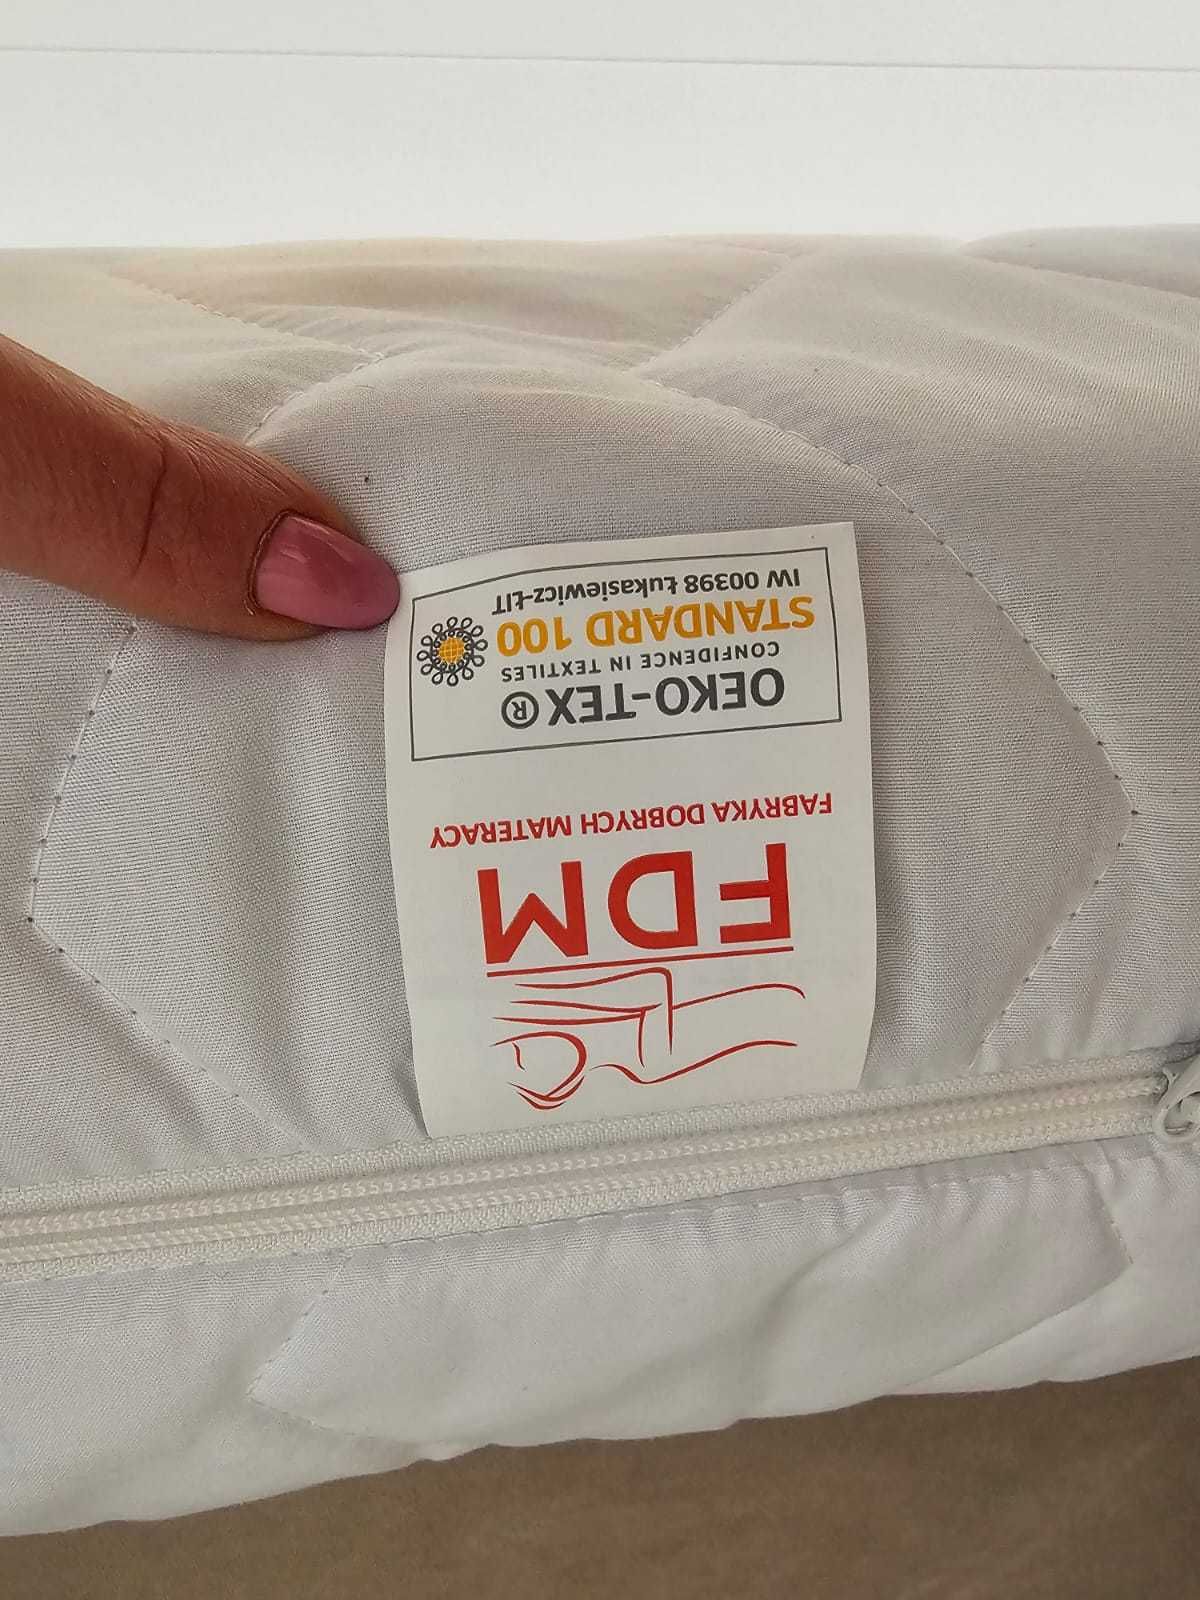 FDM
FABRYKA DOBRYCH MATERACY
OEKO-TEX®
CONFIDENCE IN TEXTILES
STANDARD 100
IW 00398 Łukasiewicz-ŁIT